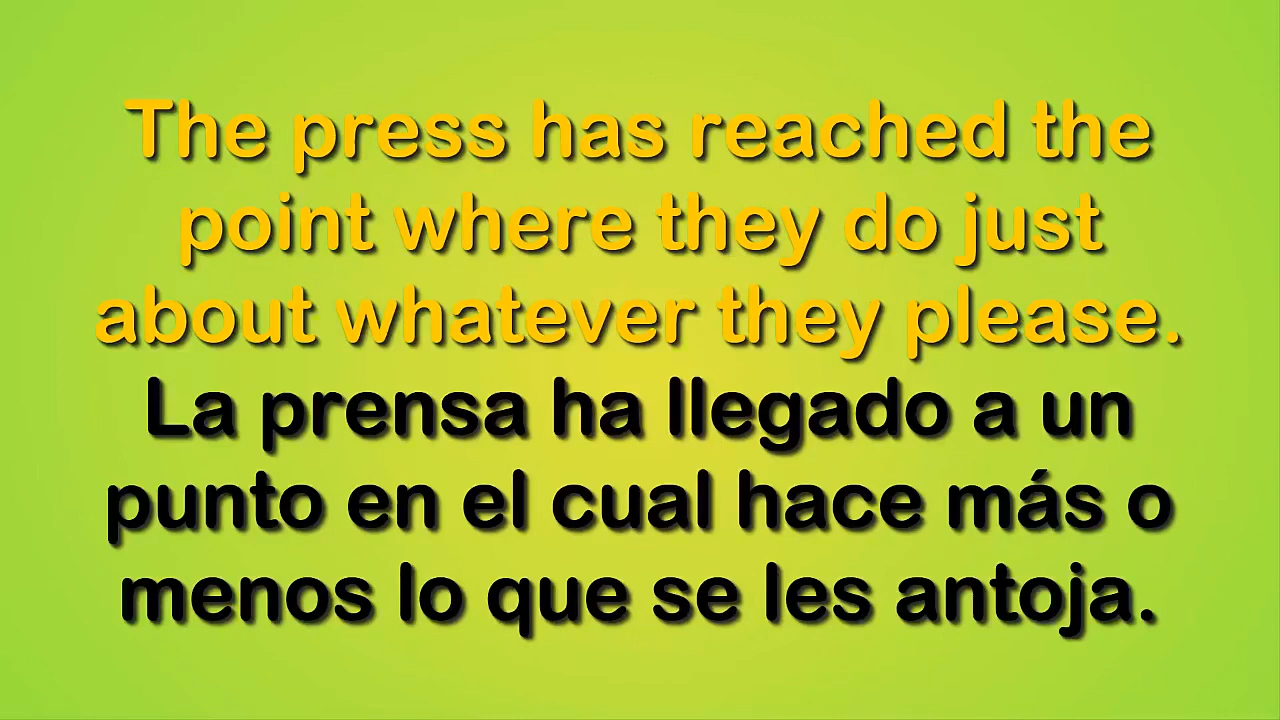 The press has reached the
point where they do just
about whatever they please.
La prensa ha llegado a un
punto en el cual hace más o
menos lo que se les antoja.